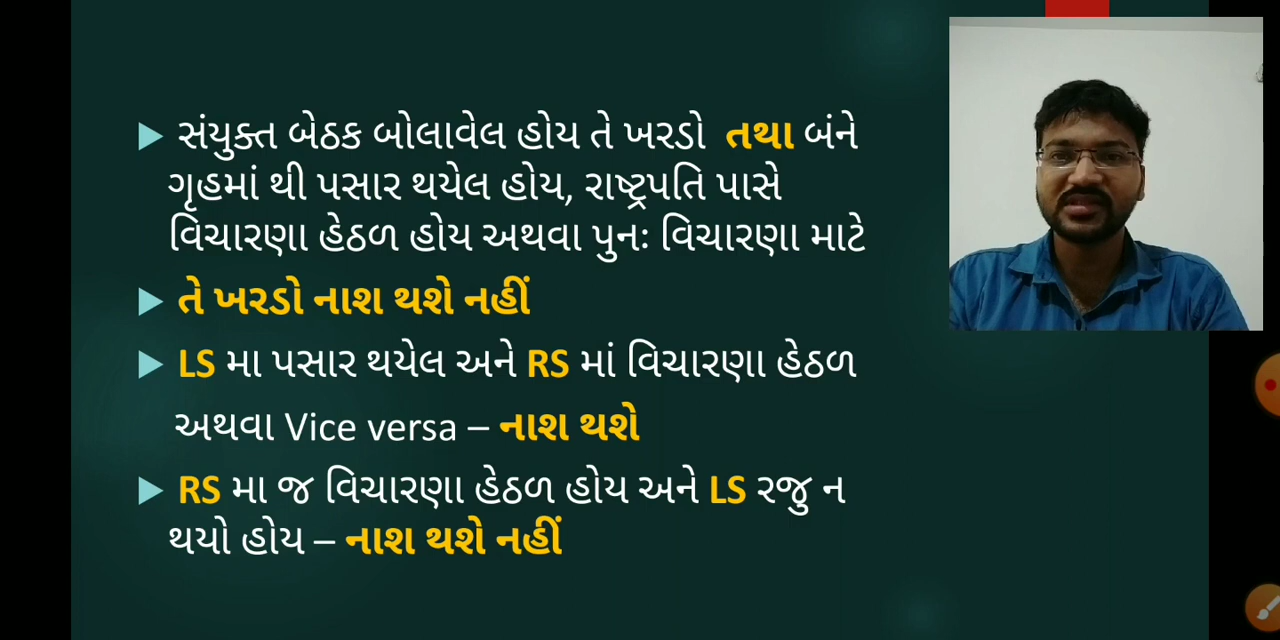 સંયુક્ત બેઠક બોલાવેલ હોય તે ખરડો તથા બંને
ગૃહમાં થી પસાર થયેલ હોય, રાષ્ટ્રપતિ પાસે
વિચારણા હેઠળ હોય અથવા પુનઃ વિચારણા માટે
તે ખરડો નાશ થશે નહીં
LS મા પસાર થયેલ અને RS માં વિચારણા હેઠળ
અથવા Vice versa – નાશ થશે
RS મા જ વિચારણા હેઠળ હોય અને LS રજુ ન
થયો હોય – નાશ થશે નહીં